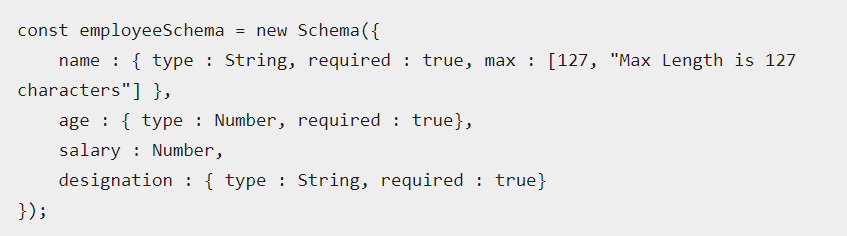 const employeeSchema = new Schema({
    name : { type : String, required : true, max : [127, "Max Length is 127
characters"] },
    age : { type : Number, required : true},
    salary : Number,
    designation : { type : String, required : true}
});